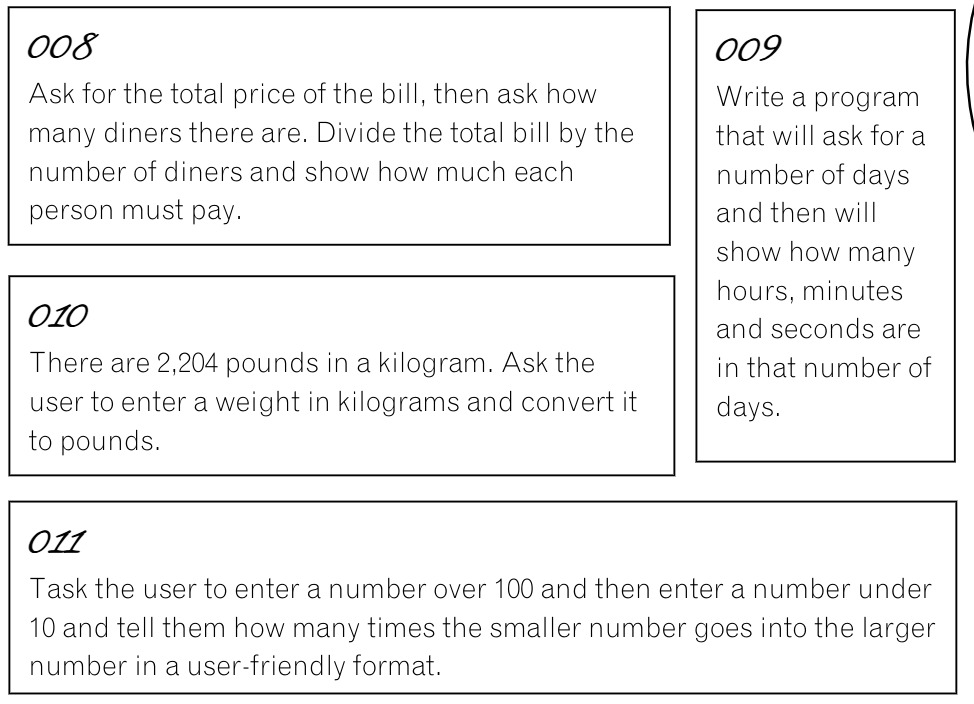 008
Ask for the total price of the bill, then ask how
many diners there are. Divide the total bill by the
number of diners and show how much each
person must pay.
009
Write a program
that will ask for a
number of days
and then will
show how many
hours, minutes
and seconds are
in that number of
days.
010
There are 2,204 pounds in a kilogram. Ask the
user to enter a weight in kilograms and convert it
to pounds.
011
Task the user to enter a number over 100 and then enter a number under
10 and tell them how many times the smaller number goes into the larger
number in a user-friendly format.